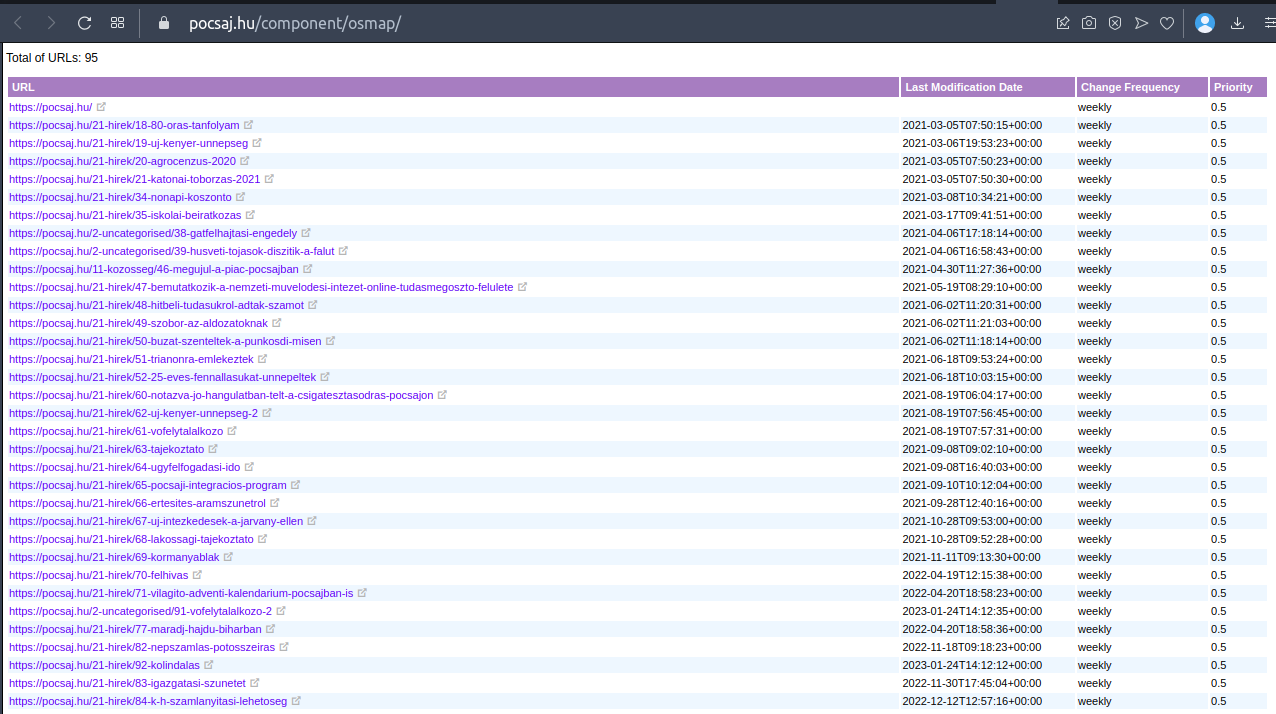 pocsaj.hu/component/osmap/
Total of URLs: 95
URL Last Modification Date Change Frequency Priority
https://pocsaj.hu/ weekly 0.5
https://pocsaj.hu/21-hirek/18-80-oras-tanfolyam 2021-03-05T07:50:15+00:00 weekly 0.5
https://pocsaj.hu/21-hirek/19-uj-kenyer-unnepseg 2021-03-06T19:53:23+00:00 weekly 0.5
https://pocsaj.hu/21-hirek/20-agrocenzus-2020 2021-03-05T07:50:23+00:00 weekly 0.5
https://pocsaj.hu/21-hirek/21-katonai-toborzas-2021 2021-03-05T07:50:30+00:00 weekly 0.5
https://pocsaj.hu/21-hirek/34-nonapi-koszonto 2021-03-08T10:34:21+00:00 weekly 0.5
https://pocsaj.hu/21-hirek/35-iskolai-beiratkozas 2021-03-17T09:41:51+00:00 weekly 0.5
https://pocsaj.hu/2-uncategorised/38-gatfelhajtasi-engedely 2021-04-06T17:18:14+00:00 weekly 0.5
https://pocsaj.hu/2-uncategorised/39-husveti-tojasok-diszitik-a-falut 2021-04-06T16:58:43+00:00 weekly 0.5
https://pocsaj.hu/11-kozosseg/46-megujul-a-piac-pocsajban 2021-04-30T11:27:36+00:00 weekly 0.5
https://pocsaj.hu/21-hirek/47-bemutatkozik-a-nemzeti-muvelodesi-intezet-online-tudasmegoszto-felulete 2021-05-19T08:29:10+00:00 weekly 0.5
https://pocsaj.hu/21-hirek/48-hitbeli-tudasukrol-adtak-szamot 2021-06-02T11:20:31+00:00 weekly 0.5
https://pocsaj.hu/21-hirek/49-szobor-az-aldozatoknak 2021-06-02T11:21:03+00:00 weekly 0.5
https://pocsaj.hu/21-hirek/50-buzat-szenteltek-a-punkosdi-misen 2021-06-02T11:18:14+00:00 weekly 0.5
https://pocsaj.hu/21-hirek/51-trianonra-emlekeztek 2021-06-18T09:53:24+00:00 weekly 0.5
https://pocsaj.hu/21-hirek/52-25-eves-fennallasukat-unnepeltek 2021-06-18T10:03:15+00:00 weekly 0.5
https://pocsaj.hu/21-hirek/60-notazva-jo-hangulatban-telt-a-csigatesztasodras-pocsajon 2021-08-19T06:04:17+00:00 weekly 0.5
https://pocsaj.hu/21-hirek/62-uj-kenyer-unnepseg-2 2021-08-19T07:56:45+00:00 weekly 0.5
https://pocsaj.hu/21-hirek/61-vofelytalalkozo 2021-08-19T07:57:31+00:00 weekly 0.5
https://pocsaj.hu/21-hirek/63-tajekoztato 2021-09-08T09:02:10+00:00 weekly 0.5
https://pocsaj.hu/21-hirek/64-ugyfelfogadasi-ido 2021-09-08T16:40:03+00:00 weekly 0.5
https://pocsaj.hu/21-hirek/65-pocsaji-integracios-program 2021-09-10T10:12:04+00:00 weekly 0.5
https://pocsaj.hu/21-hirek/66-ertesites-aramszunetrol 2021-09-28T12:40:16+00:00 weekly 0.5
https://pocsaj.hu/21-hirek/67-uj-intezkedesek-a-jarvany-ellen 2021-10-28T09:53:00+00:00 weekly 0.5
https://pocsaj.hu/21-hirek/68-lakossagi-tajekoztato 2021-10-28T09:52:28+00:00 weekly 0.5
https://pocsaj.hu/21-hirek/69-kormanyablak 2021-11-11T09:13:30+00:00 weekly 0.5
https://pocsaj.hu/21-hirek/70-felhivas 2022-04-19T12:15:38+00:00 weekly 0.5
https://pocsaj.hu/21-hirek/71-vilagito-adventi-kalendarium-pocsajban-is 2022-04-20T18:58:23+00:00 weekly 0.5
https://pocsaj.hu/2-uncategorised/91-vofelytalalkozo-2 2023-01-24T14:12:35+00:00 weekly 0.5
https://pocsaj.hu/21-hirek/77-maradj-hajdu-biharban 2022-04-20T18:58:36+00:00 weekly 0.5
https://pocsaj.hu/21-hirek/82-nepszamlas-potosszeiras 2022-11-18T09:18:23+00:00 weekly 0.5
https://pocsaj.hu/21-hirek/92-kolindalas 2023-01-24T14:12:12+00:00 weekly 0.5
https://pocsaj.hu/21-hirek/83-igazgatasi-szunetet 2022-11-30T17:45:04+00:00 weekly 0.5
https://pocsaj.hu/21-hirek/84-k-h-szamlanyitasi-lehetoseg 2022-12-12T12:57:16+00:00 weekly 0.5